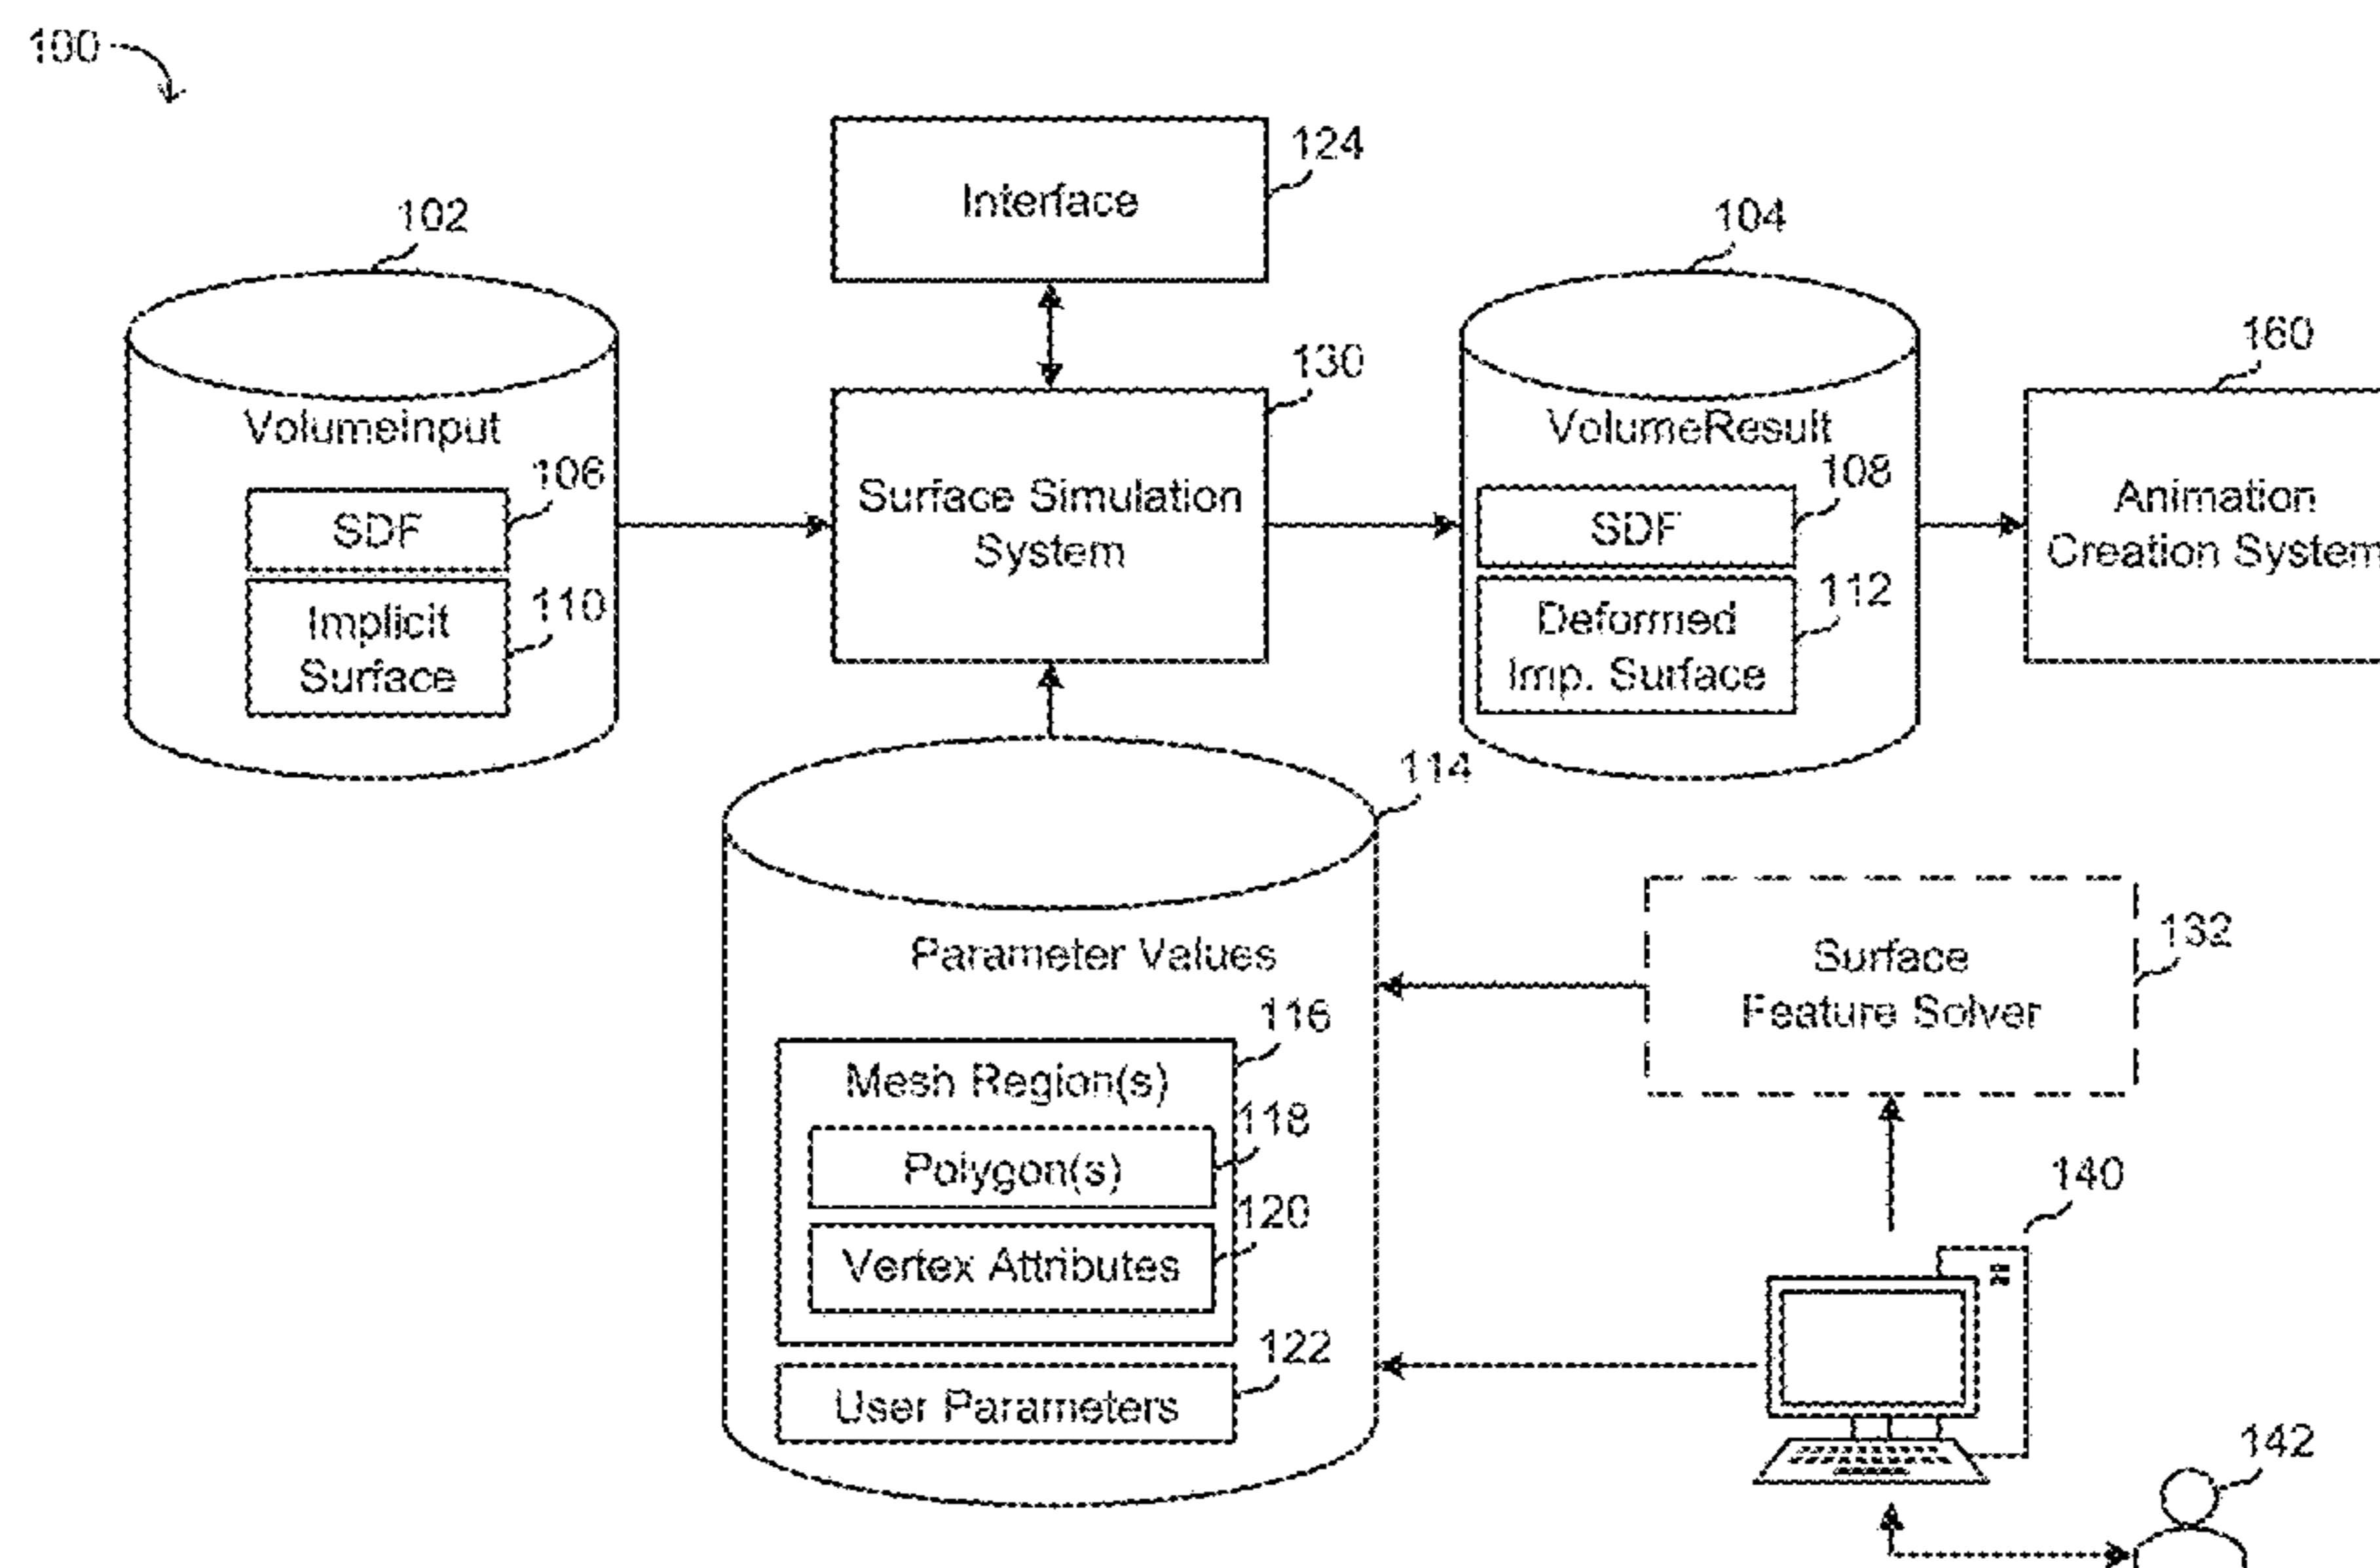 100
124
Interface
102
104
160
130
VolumeInput
VolumeResult
106
SDF
Surface Simulation
System
108
SDF
Animation
Creation System
110
Implicit
Surface
112
Deformed
Imp. Surface
114
Parameter Values
132
Surface
Feature Solver
116
Mesh Region(s)
118
Polygon(s)
120
Vertex Attributes
140
122
User Parameters
142